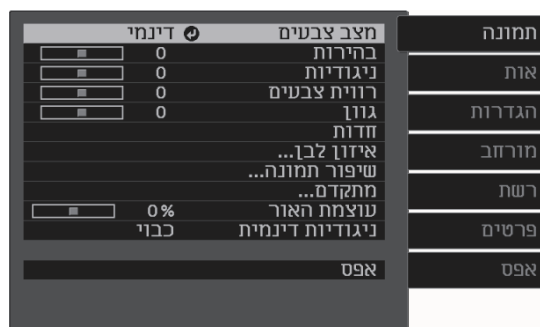 תמונה
אות
הגדרות
מורחב
רשת
פרטים
אפס
מצב צבעים דינמי
בהירות 0
ניגודיות 0
רווית צבעים 0
גוון 0
חדות
איזון לבן...
שיפור תמונה...
מתקדם...
עוצמת האור 0%
ניגודיות דינמית כבוי
אפס